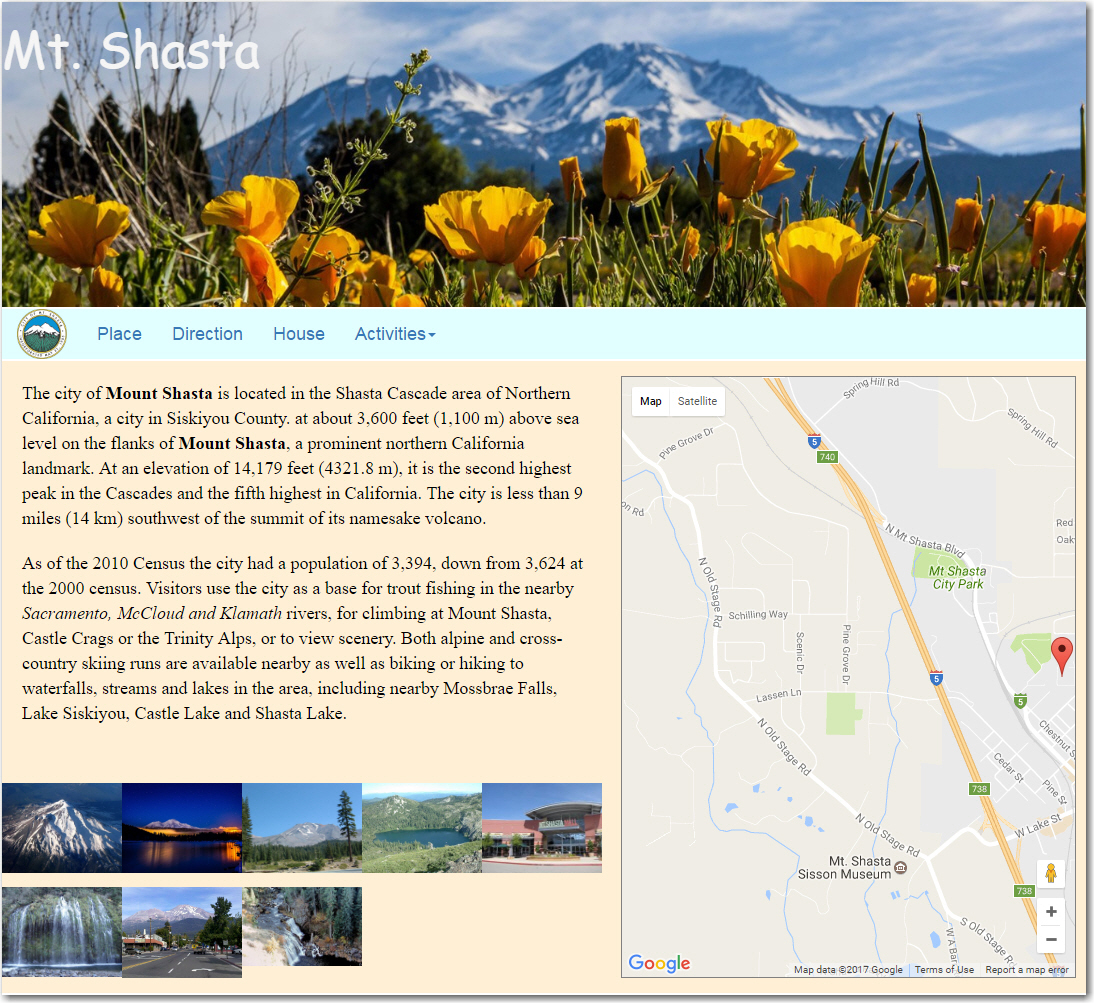 Mt. Shasta
Place Direction House Activities
The city of Mount Shasta is located in the Shasta Cascade area of Northern
California, a city in Siskiyou County. at about 3,600 feet (1,100 m) above sea
level on the flanks of Mount Shasta, a prominent northern California
landmark. At an elevation of 14,179 feet (4321.8 m), it is the second highest
peak in the Cascades and the fifth highest in California. The city is less than 9
miles (14 km) southwest of the summit of its namesake volcano.
As of the 2010 Census the city had a population of 3,394, down from 3,624 at
the 2000 census. Visitors use the city as a base for trout fishing in the nearby
Sacramento, McCloud and Klamath rivers, for climbing at Mount Shasta,
Castle Crags or the Trinity Alps, or to view scenery. Both alpine and cross-
country skiing runs are available nearby as well as biking or hiking to
waterfalls, streams and lakes in the area, including nearby Mossbrae Falls,
Lake Siskiyou, Castle Lake and Shasta Lake.
Map Satellite
Spring Hill Rd
Spring Hill Rd
Pine Grove Dr
5
740
on Rd
Red
Oak
N Mt Shasta Blvd
Mt Shasta
City Park
N Old Stage Rd
Schilling Way
Scenic Dr
Pine Grove Dr
5
Lassen Ln
5
N Old Stage Rd
Chestnut S
Cedar St
Pine St
738
W Lake St
N Old Stage Rd
Mt. Shasta
Sisson Museum
738
S Old Stage Rd
W A Bar
+
−
Google
Map data ©2017 Google Terms of Use Report a map error